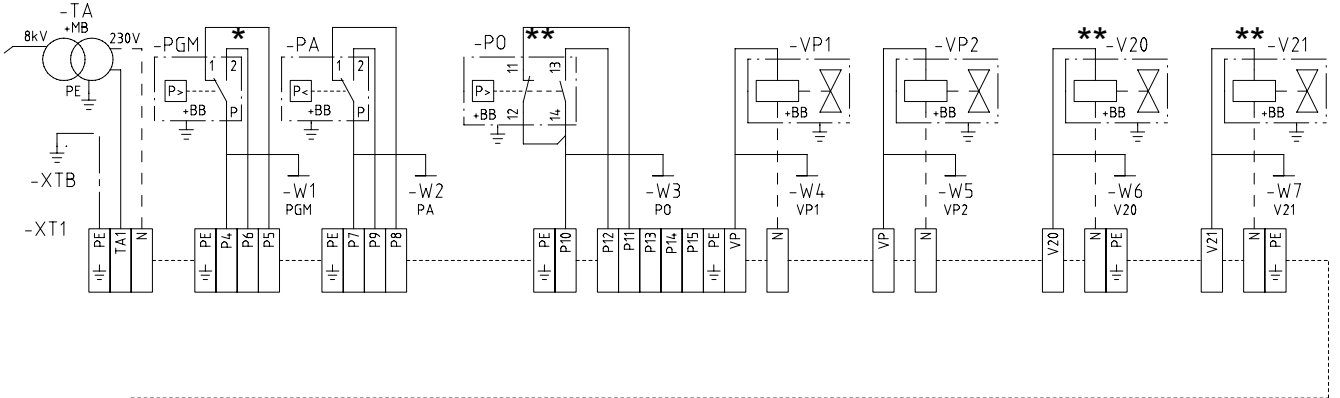 -TA
+MB
8kV 230V
PE
-XTB
-XT1
-PGM * -PA
1 2 1 2
P> P<
+BB P +BB P
-W1 -W2
PGM PA
-PO **
11 13
P>
+BB 12 14
-W3
PO
-VP1 -VP2 ** -V20 ** -V21
+BB +BB +BB +BB
-W4 -W5 -W6 -W7
VP1 VP2 V20 V21
PE TA1 N PE P4 P6 P5 PE P7 P9 P8 PE P10 P12 P11 P13 P14 P15 PE VP N VP N V20 N PE V21 N PE